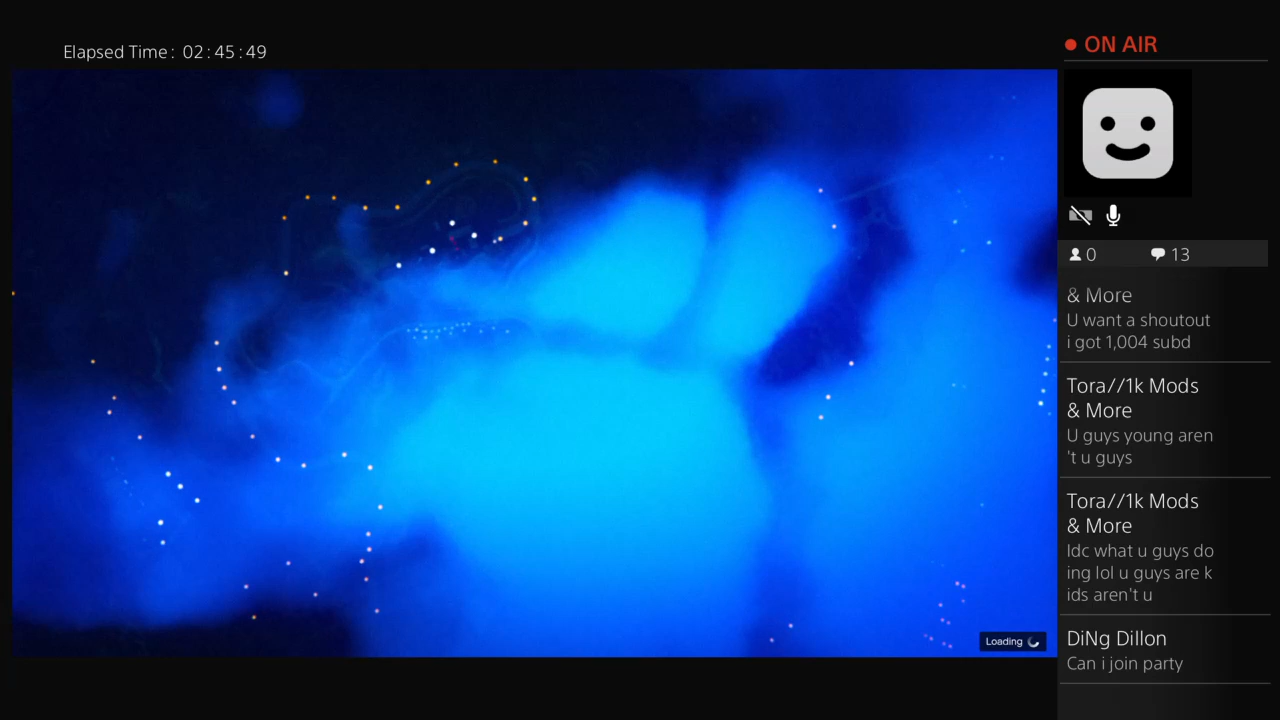 Elapsed Time: 02:45:49
ON AIR
0 13
& More
U want a shoutout
i got 1,004 subd
Tora//1k Mods
& More
U guys young aren
't u guys
Tora//1k Mods
& More
Idc what u guys do
ing lol u guys are k
ids aren't u
DiNg Dillon
Can i join party
Loading